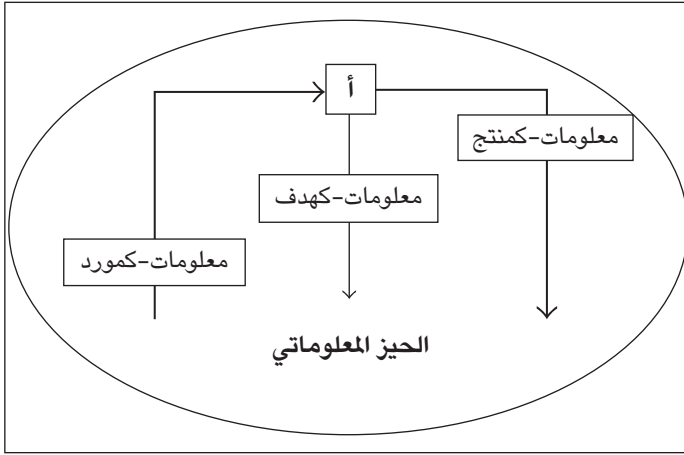 أ
معلومات-كمنتج
معلومات-كهدف
معلومات-كمورد
الحيز المعلوماتي